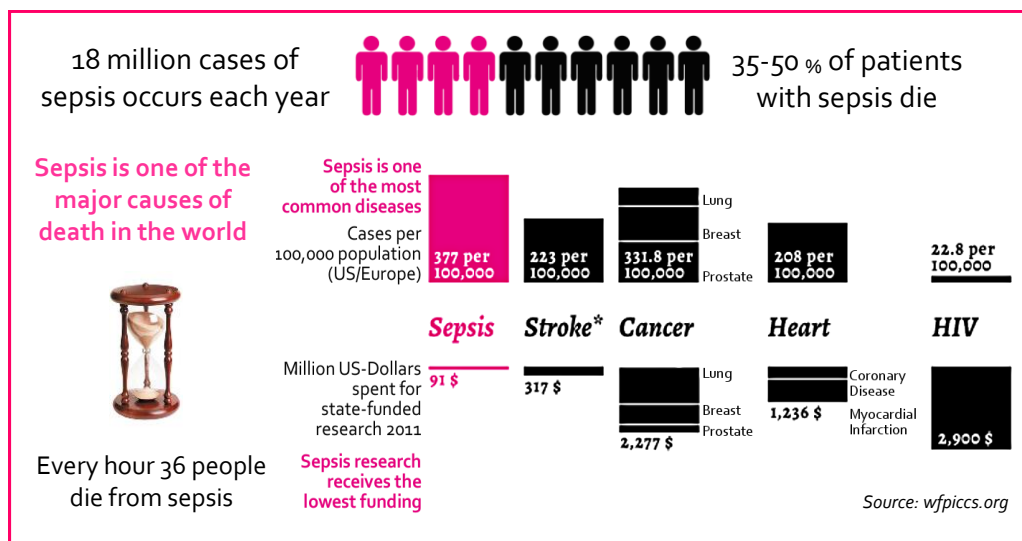 18 million cases of
sepsis occurs each year
35-50 % of patients
with sepsis die
Sepsis is one of the
major causes of
death in the world
Sepsis is one
of the most
common diseases
Cases per
100,000 population
(US/Europe)
377 per
100,000
223 per
100,000
331.8 per
100,000
Lung
Breast
Prostate
208 per
100,000
22.8 per
100,000
Sepsis
Stroke*
Cancer
Heart
HIV
Million US-Dollars
spent for
state-funded
research 2011
91 $
317 $
Lung
Breast
Prostate
2,277 $
Coronary
Disease
1,236 $
Myocardial
Infarction
2,900 $
Every hour 36 people
die from sepsis
Sepsis research
receives the
lowest funding
Source: wfpiccs.org